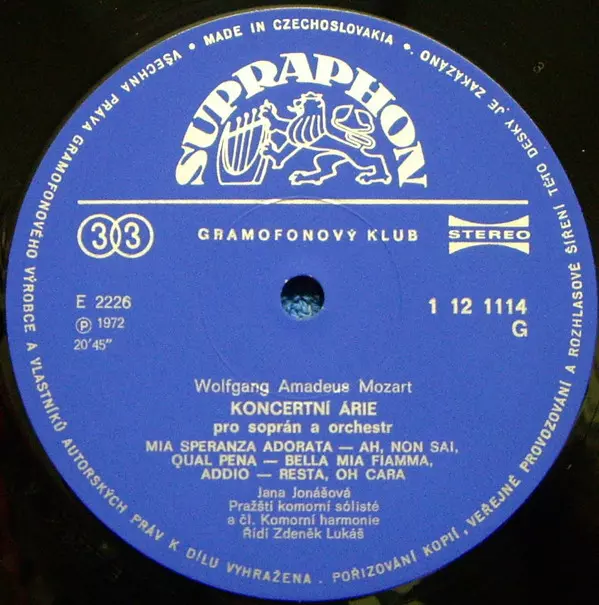 SUPRAPHON
33
GRAMOFONOVÝ KLUB
STEREO
E 2226
Ⓟ 1972
20'45"
1 12 1114
G
Wolfgang Amadeus Mozart
KONCERTNÍ ÁRIE
pro soprán a orchestr
MIA SPERANZA ADORATA — AH, NON SAI,
QUAL PENA — BELLA MIA FIAMMA,
ADDIO — RESTA, OH CARA
Jana Jonášová
Pražští komorní sólisté
a čl. Komorní harmonie
Řídí Zdeněk Lukáš
• MADE IN CZECHOSLOVAKIA •
VŠECHNA PRÁVA GRAMOFONOVÉHO VÝROBCE A VLASTNÍKŮ AUTORSKÝCH PRÁV K DÍLU VYHRAŽENA . POŘIZOVÁNÍ KOPIÍ, VEŘEJNÉ PROVOZOVÁNÍ A ROZHLASOVÉ ŠÍŘENÍ TÉTO DESKY JE ZAKÁZÁNO.